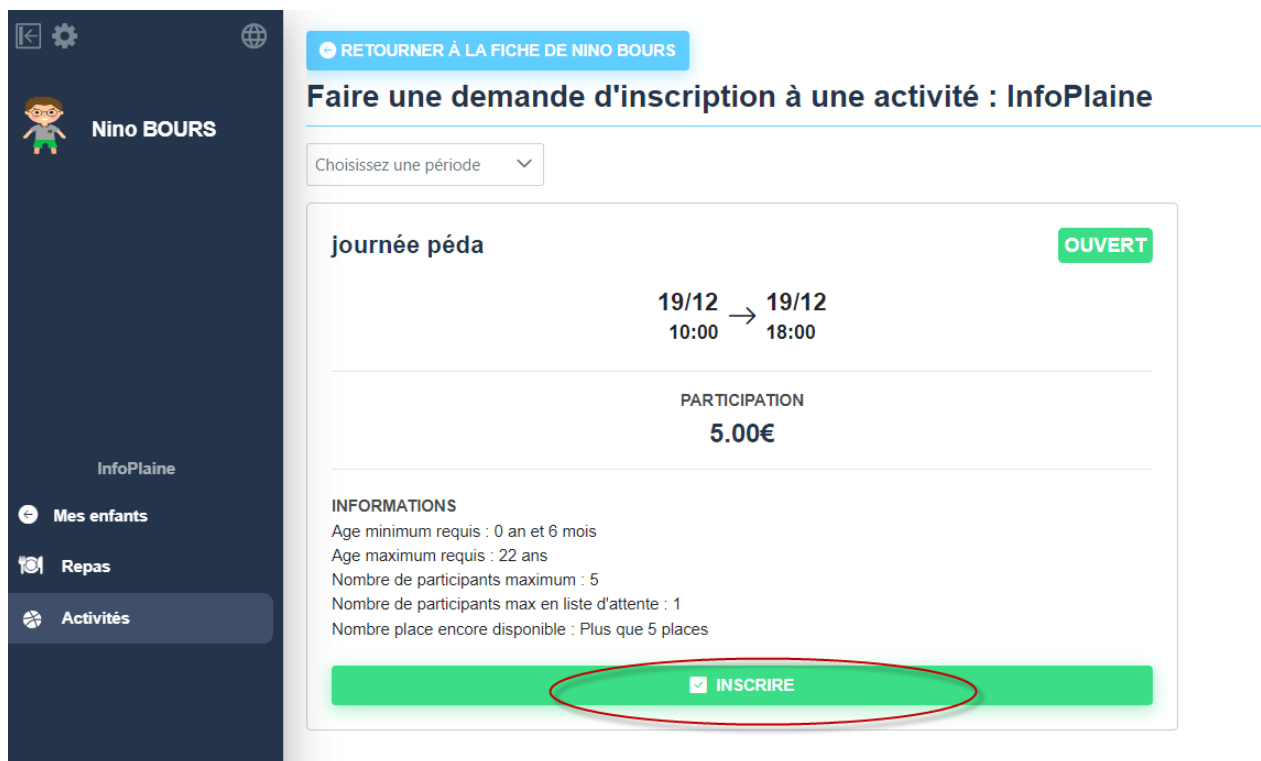 Nino BOURS
InfoPlaine
Mes enfants
Repas
Activités
RETOURNER À LA FICHE DE NINO BOURS
Faire une demande d'inscription à une activité : InfoPlaine
Choisissez une période
journée péda
OUVERT
19/12 → 19/12
10:00 18:00
PARTICIPATION
5.00€
INFORMATIONS
Age minimum requis : 0 an et 6 mois
Age maximum requis : 22 ans
Nombre de participants maximum : 5
Nombre de participants max en liste d'attente : 1
Nombre place encore disponible : Plus que 5 places
INSCRIRE